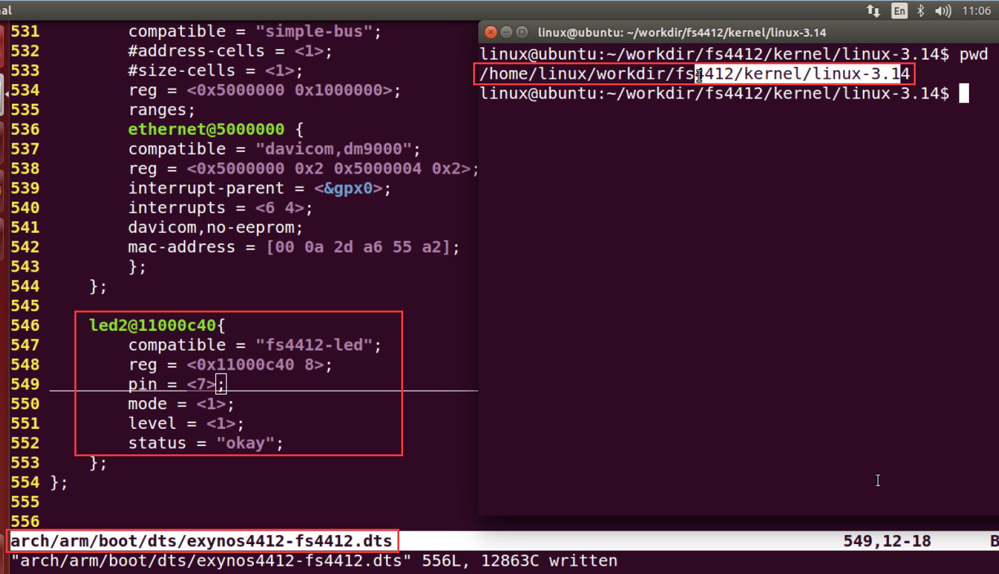 al
En
11:06
531 compatible = "simple-bus";
532 #address-cells = <1>;
533 #size-cells = <1>;
534 reg = <0x5000000 0x1000000>;
535 ranges;
536 ethernet@5000000 {
537 compatible = "davicom,dm9000";
538 reg = <0x5000000 0x2 0x5000004 0x2>;
539 interrupt-parent = <&gpx0>;
540 interrupts = <6 4>;
541 davicom,no-eeprom;
542 mac-address = [00 0a 2d a6 55 a2];
543 };
544 };
545
546 led2@11000c40{
547 compatible = "fs4412-led";
548 reg = <0x11000c40 8>;
549 pin = <7>;
550 mode = <1>;
551 level = <1>;
552 status = "okay";
553 };
554 };
555
556
arch/arm/boot/dts/exynos4412-fs4412.dts 549,12-18 B
"arch/arm/boot/dts/exynos4412-fs4412.dts" 556L, 12863C written
linux@ubuntu: ~/workdir/fs4412/kernel/linux-3.14
linux@ubuntu:~/workdir/fs4412/kernel/linux-3.14$ pwd
/home/linux/workdir/fs4412/kernel/linux-3.14
linux@ubuntu:~/workdir/fs4412/kernel/linux-3.14$